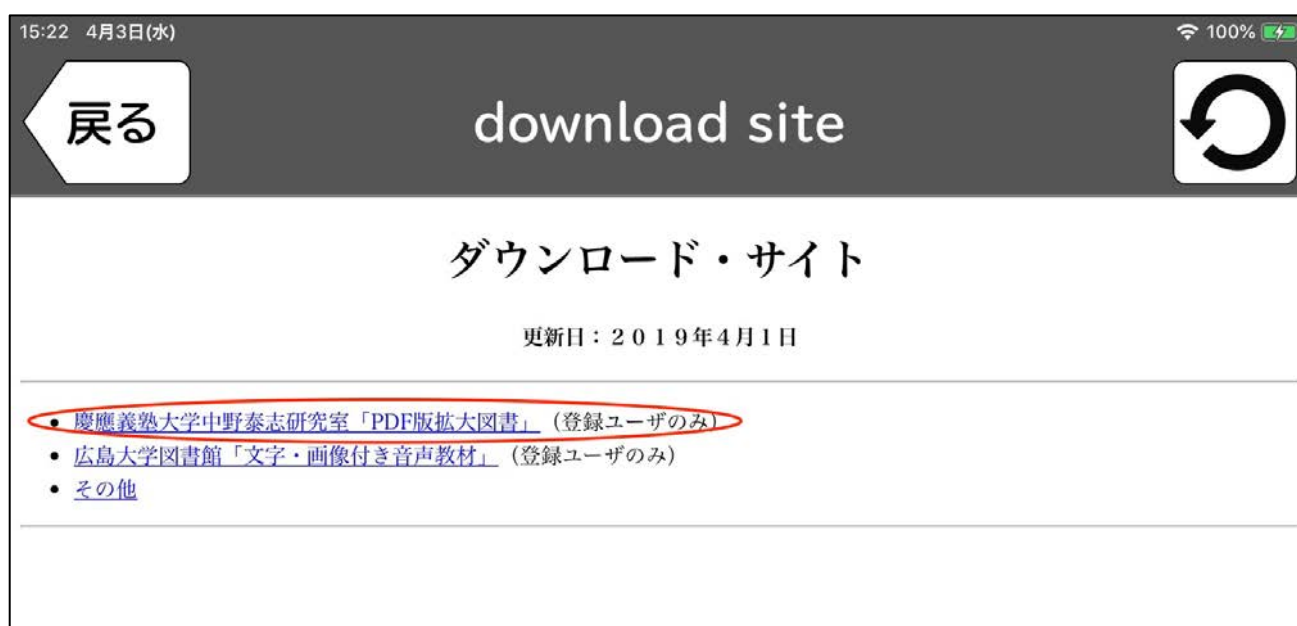 15:22 4月3日(水) 100%
戻る download site
ダウンロード・サイト
更新日：２０１９年４月１日
• 慶應義塾大学中野泰志研究室「PDF版拡大図書」（登録ユーザのみ）
• 広島大学図書館「文字・画像付き音声教材」（登録ユーザのみ）
• その他